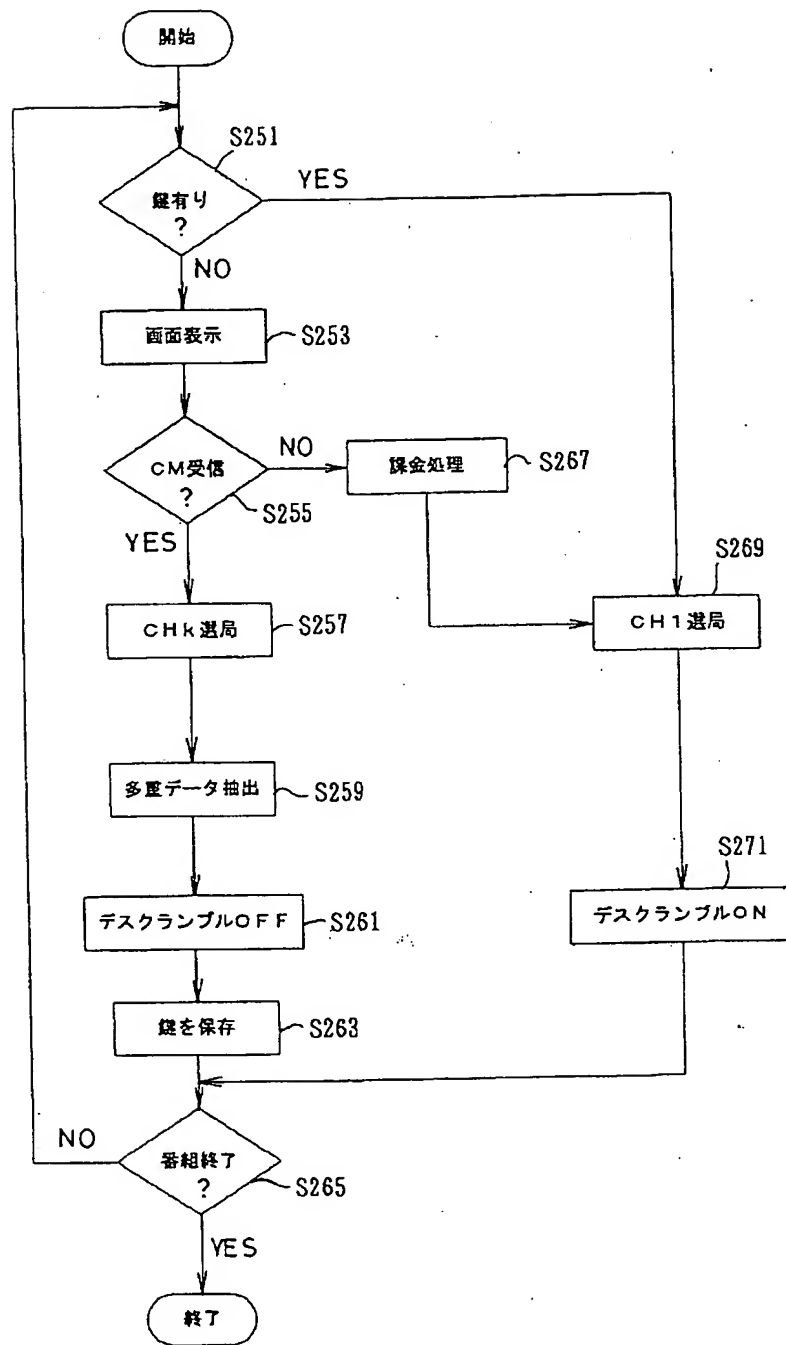 開始
S251
鍵有り
?
YES
NO
画面表示
S253
CM受信
?
NO
S255
YES
課金処理
S267
CHk選局
S257
S269
CH1選局
多重データ抽出
S259
S271
デスクランブルOFF
S261
デスクランブルON
鍵を保存
S263
NO
番組終了
?
S265
YES
終了